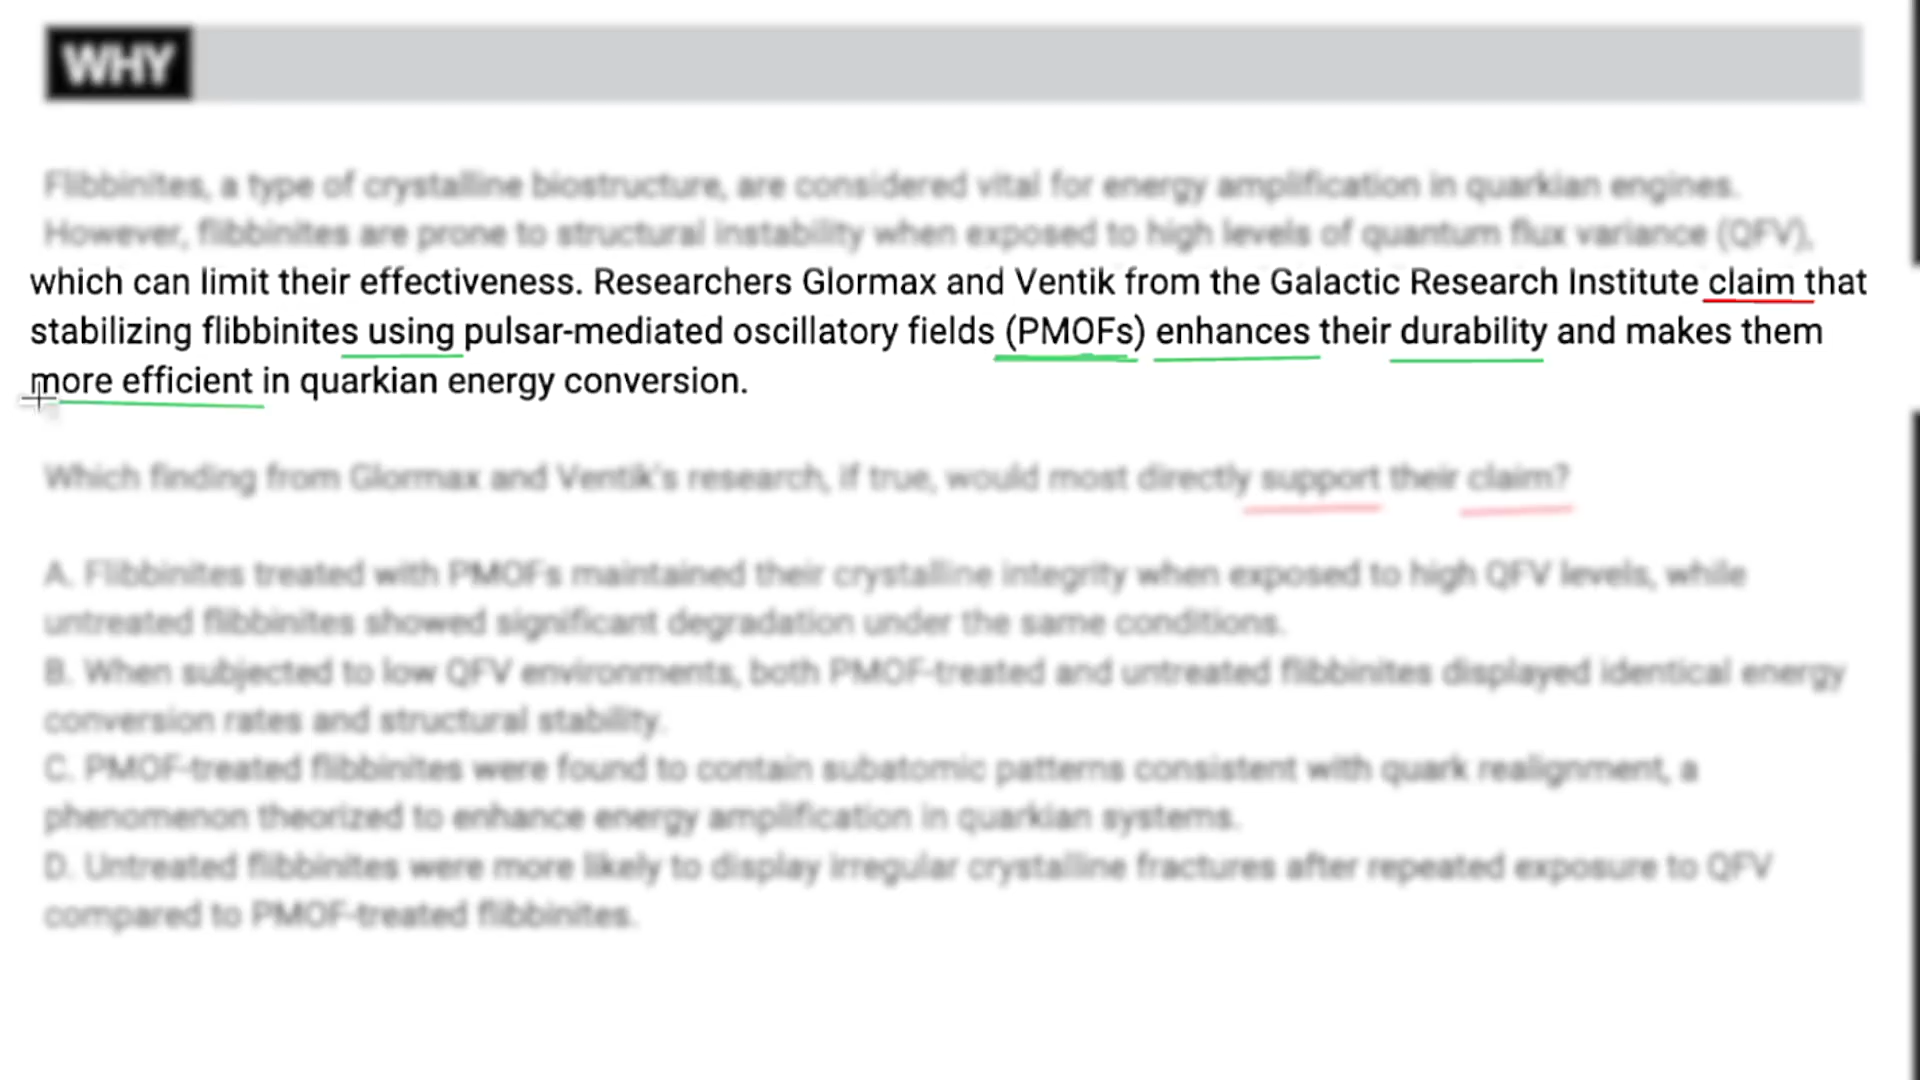 WHY
Flibbinites, a type of crystalline biostructure, are considered vital for energy amplification in quarkian engines.
However, flibbinites are prone to structural instability when exposed to high levels of quantum flux variance (QFV),
which can limit their effectiveness. Researchers Glormax and Ventik from the Galactic Research Institute claim that
stabilizing flibbinites using pulsar-mediated oscillatory fields (PMOFs) enhances their durability and makes them
more efficient in quarkian energy conversion.
Which finding from Glormax and Ventik's research, if true, would most directly support their claim?
A. Flibbinites treated with PMOFs maintained their crystalline integrity when exposed to high QFV levels, while
untreated flibbinites showed significant degradation under the same conditions.
B. When subjected to low QFV environments, both PMOF-treated and untreated flibbinites displayed identical energy
conversion rates and structural stability.
C. PMOF-treated flibbinites were found to contain subatomic patterns consistent with quark realignment, a
phenomenon theorized to enhance energy amplification in quarkian systems.
D. Untreated flibbinites were more likely to display irregular crystalline fractures after repeated exposure to QFV
compared to PMOF-treated flibbinites.